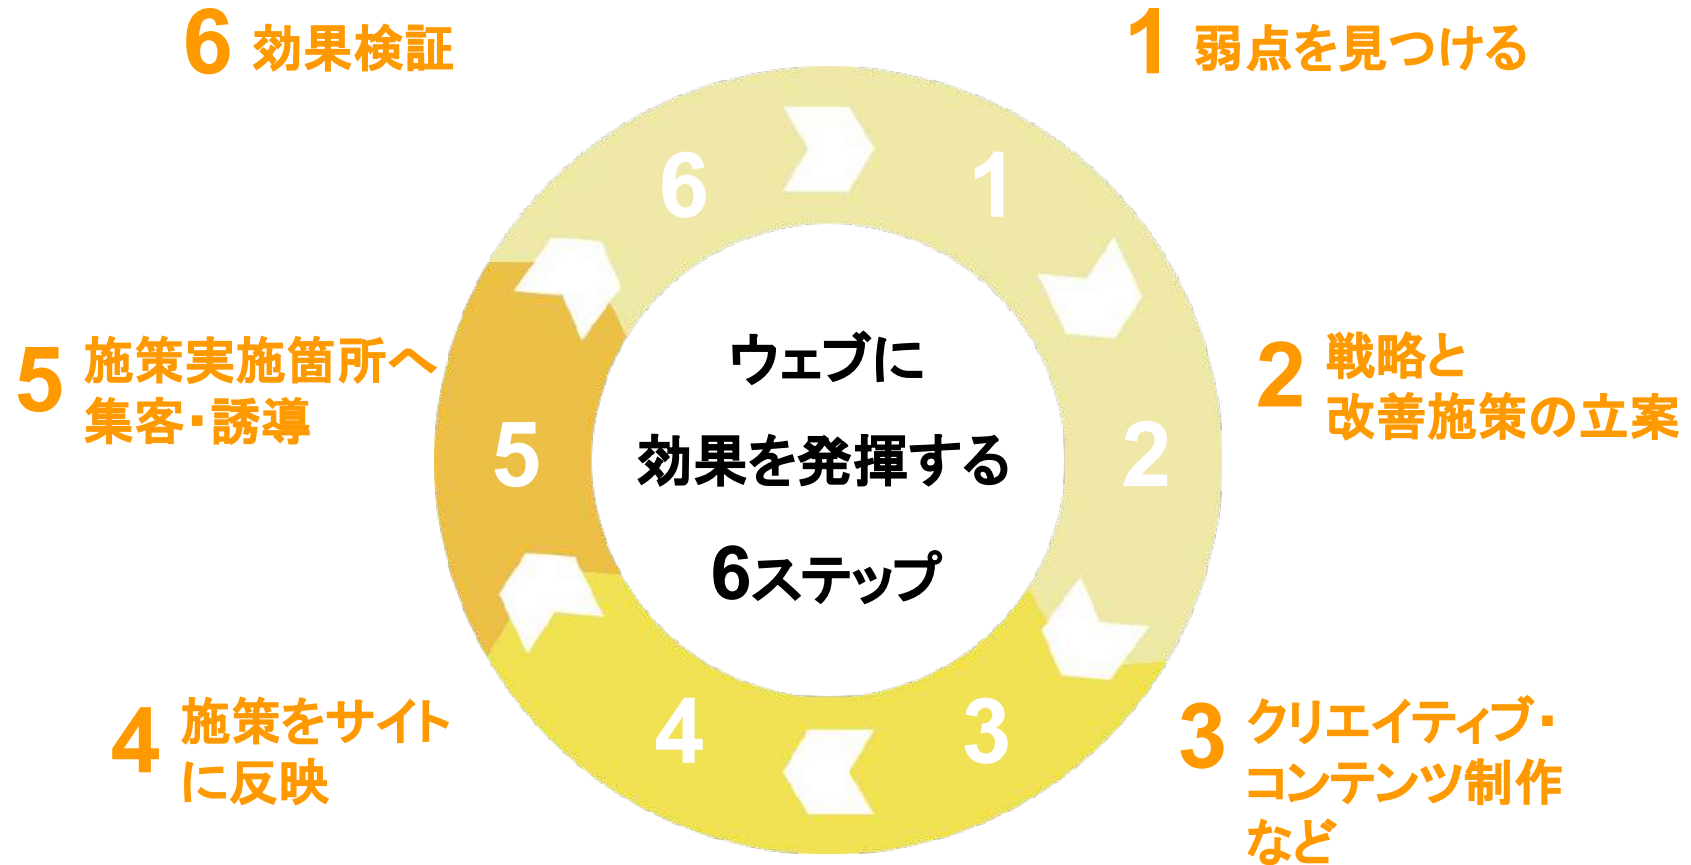 6 効果検証
1 弱点を見つける
6
1
5 施策実施箇所へ
集客・誘導
ウェブに
効果を発揮する
6ステップ
2 戦略と
改善施策の立案
5
2
4 施策をサイト
に反映
4
3
3 クリエイティブ・
コンテンツ制作
など